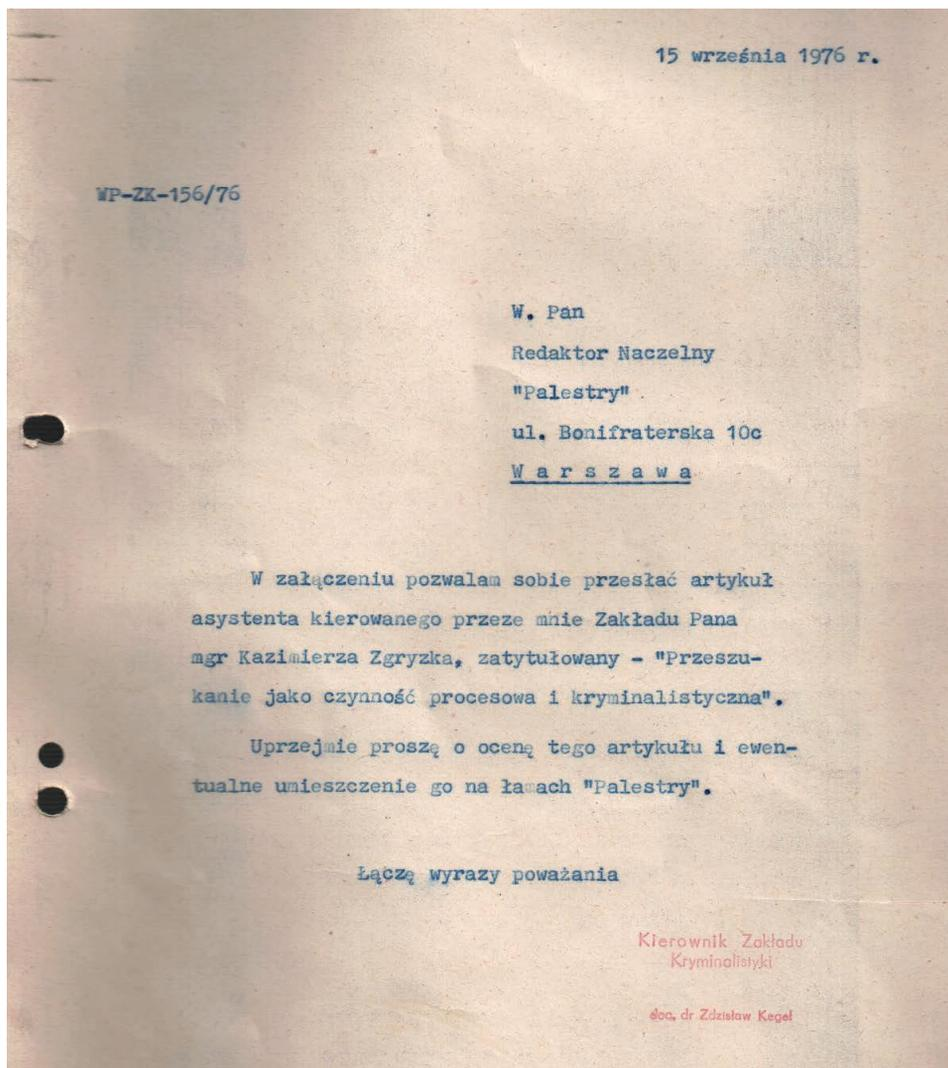 15 września 1976 r.
WP-ZK-156/76
W. Pan
Redaktor Naczelny
"Palestry"
ul. Bonifraterska 10c
W a r s z a w a
W załączeniu pozwalam sobie przesłać artykuł
asystenta kierowanego przeze mnie Zakładu Pana
mgr Kazimierza Zgryzka, zatytułowany - "Przeszu-
kanie jako czynność procesowa i kryminalistyczna".
Uprzejmie proszę o ocenę tego artykułu i ewen-
tualne umieszczenie go na łamach "Palestry".
Łączę wyrazy poważania
Kierownik Zakładu
Kryminalistyki
doc. dr Zdzisław Kegel